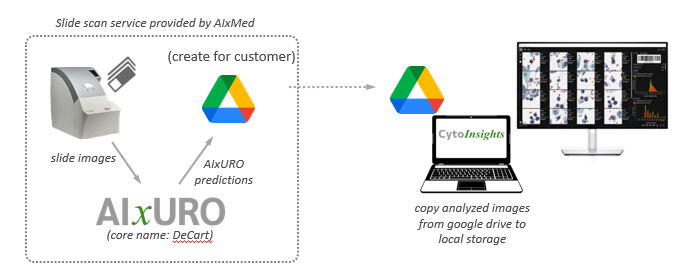 Slide scan service provided by AIxMed
(create for customer)
slide images
AIxURO
predictions
AIxURO
(core name: DeCart)
CytoInsights
copy analyzed images
from google drive to
local storage